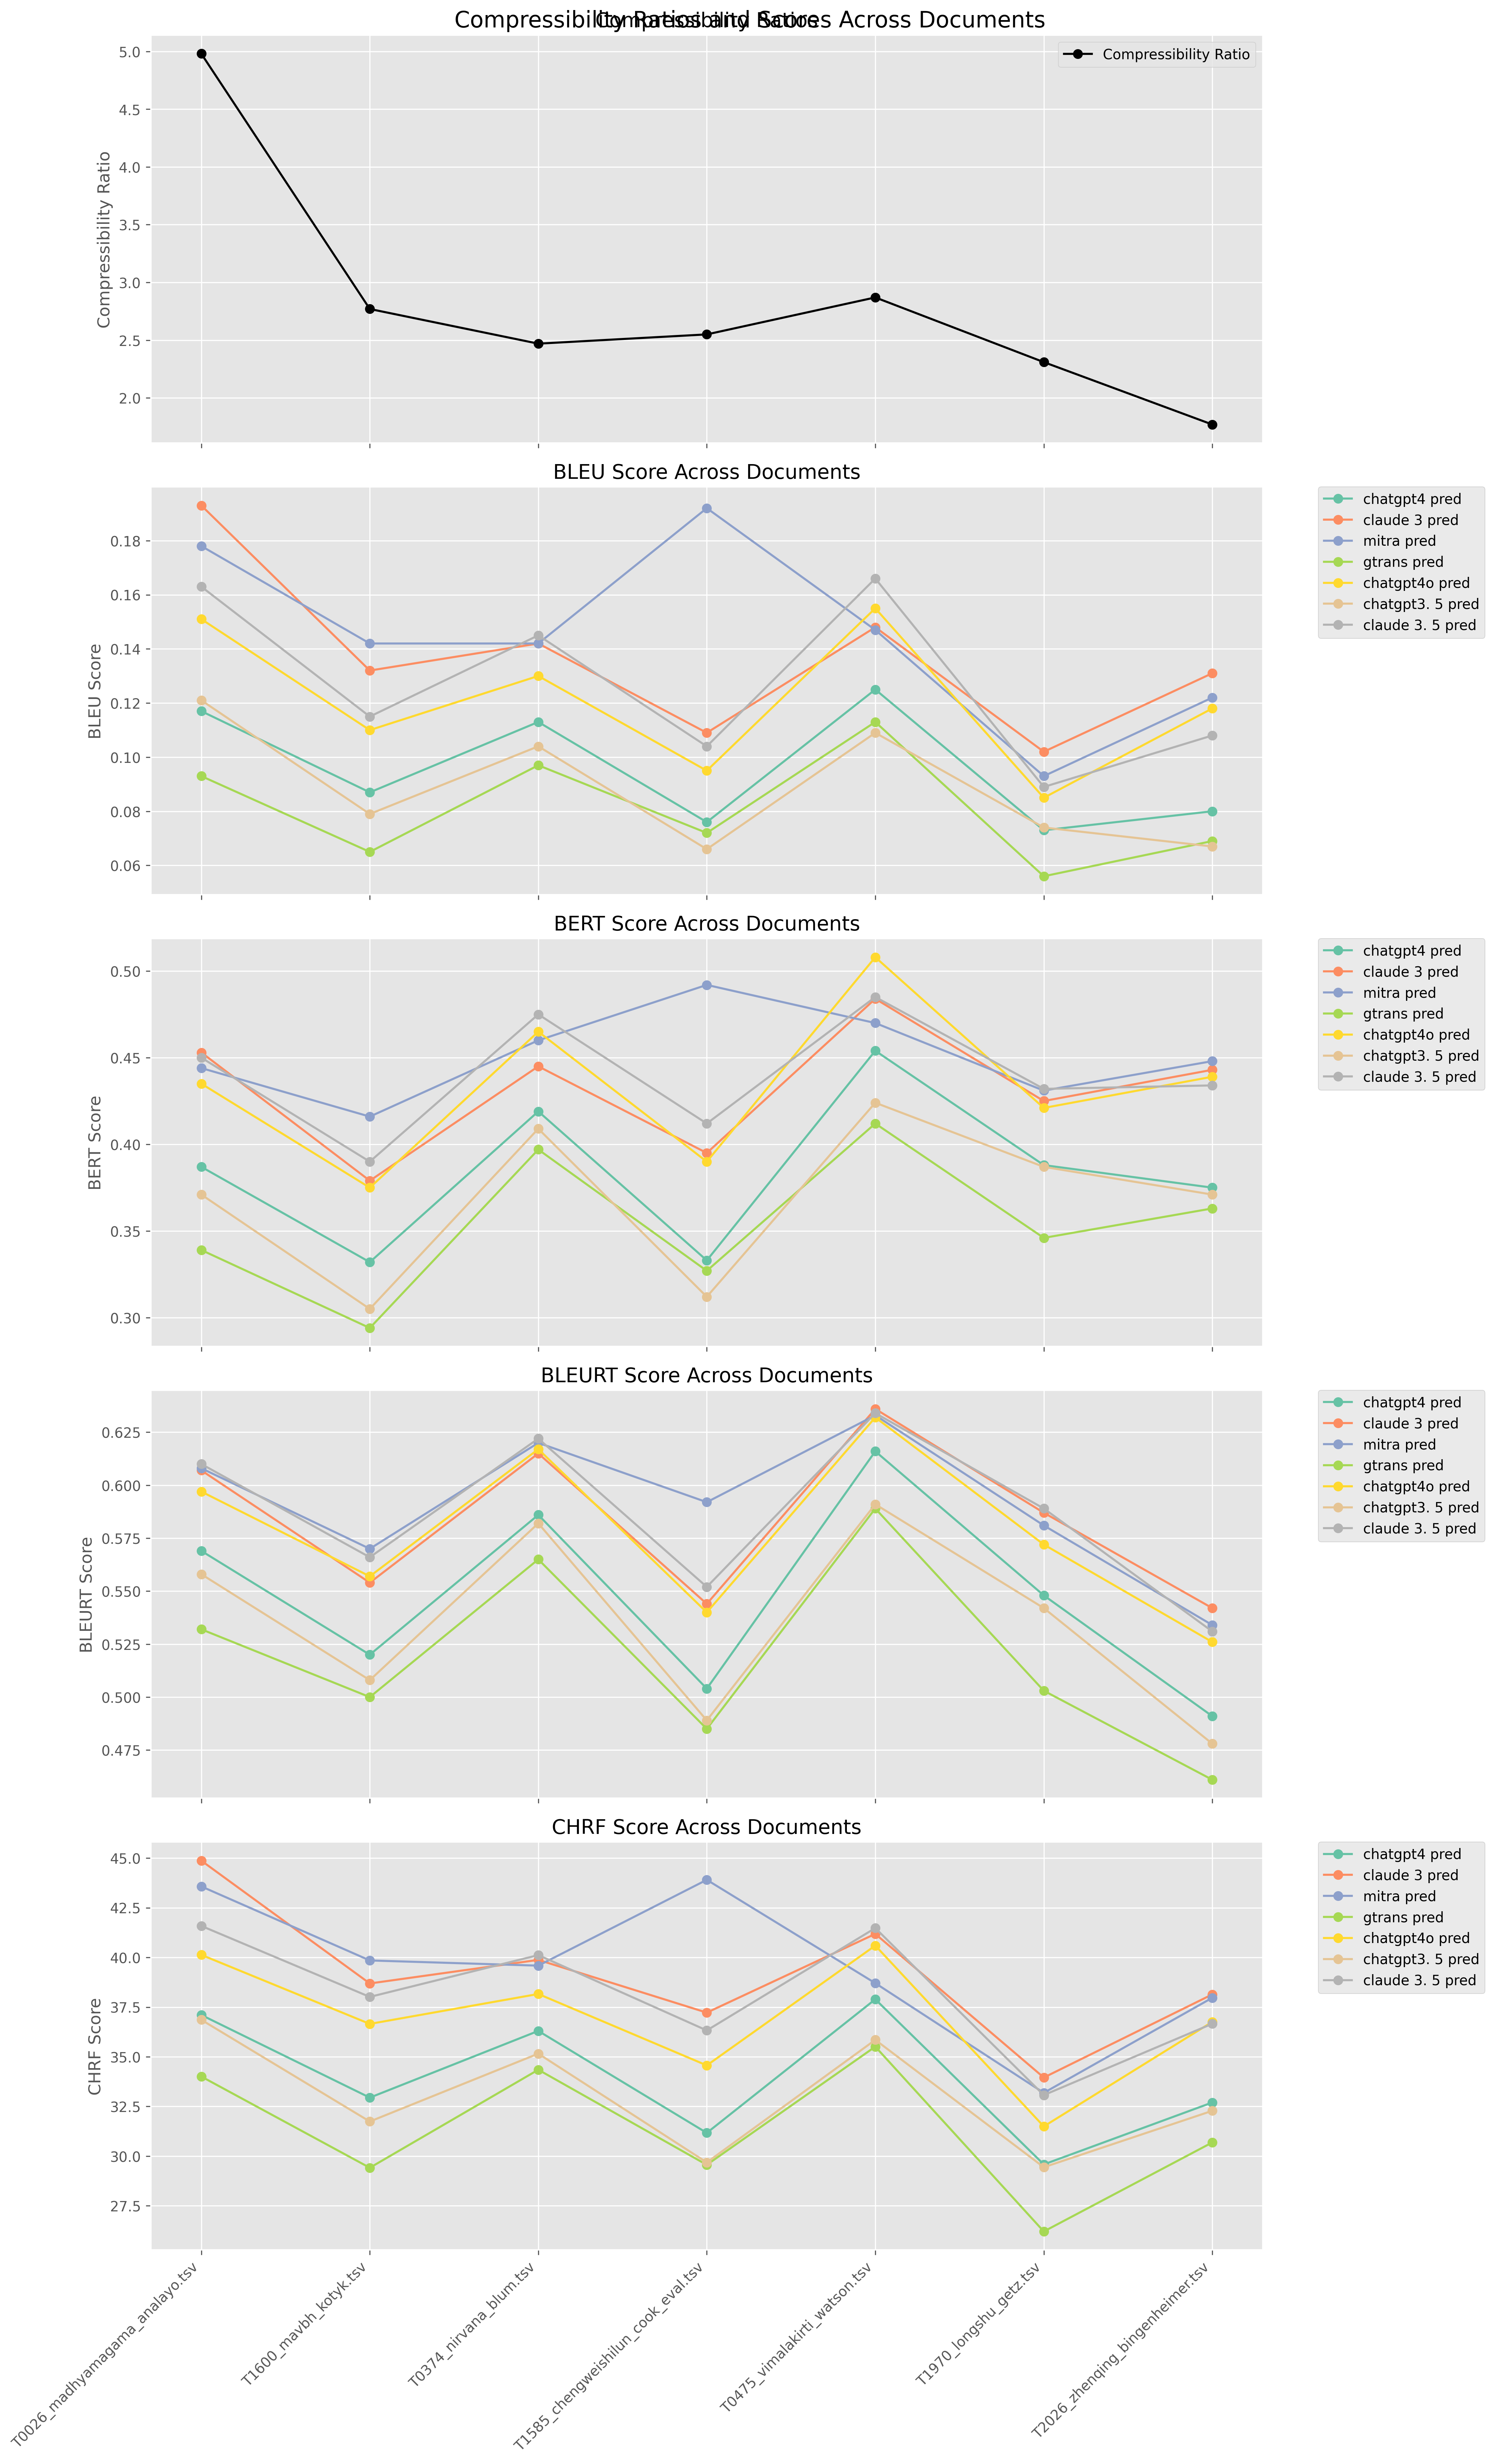 Compressibility Ratios and Scores Across Documents
Compressibility Ratios
Compressibility Ratio
5.0
4.5
4.0
3.5
3.0
2.5
2.0
Compressibility Ratio
BLEU Score Across Documents
0.18
0.16
0.14
0.12
0.10
0.08
0.06
BLEU Score
chatgpt4 pred
claude 3 pred
mitra pred
gtrans pred
chatgpt4o pred
chatgpt3. 5 pred
claude 3. 5 pred
BERT Score Across Documents
0.50
0.45
0.40
0.35
0.30
BERT Score
chatgpt4 pred
claude 3 pred
mitra pred
gtrans pred
chatgpt4o pred
chatgpt3. 5 pred
claude 3. 5 pred
BLEURT Score Across Documents
0.625
0.600
0.575
0.550
0.525
0.500
0.475
BLEURT Score
chatgpt4 pred
claude 3 pred
mitra pred
gtrans pred
chatgpt4o pred
chatgpt3. 5 pred
claude 3. 5 pred
CHRF Score Across Documents
45.0
42.5
40.0
37.5
35.0
32.5
30.0
27.5
CHRF Score
chatgpt4 pred
claude 3 pred
mitra pred
gtrans pred
chatgpt4o pred
chatgpt3. 5 pred
claude 3. 5 pred
T0026_madhyamagama_analayo.tsv
T1600_mavbh_kotyk.tsv
T0374_nirvana_blum.tsv
T1585_chengweishilun_cook_eval.tsv
T0475_vimalakirti_watson.tsv
T1970_longshu_getz.tsv
T2026_zhenqing_bingenheimer.tsv